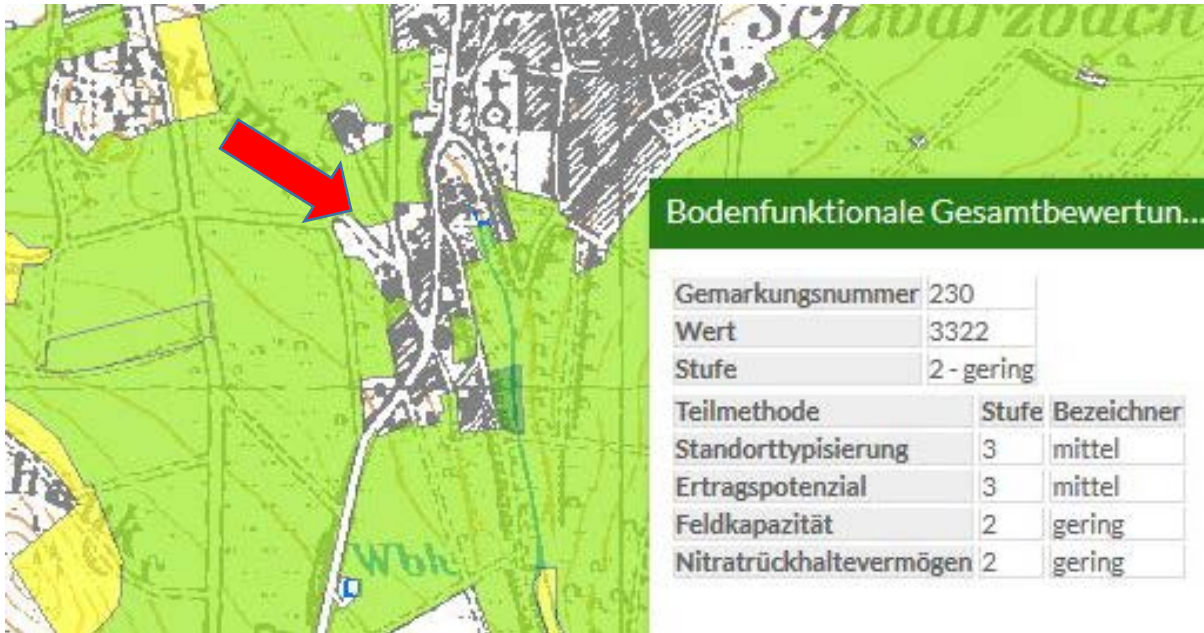 Schwarzbach
Bodenfunktionale Gesamtbewertun...
Gemarkungsnummer 230
Wert 3322
Stufe 2 - gering
Teilmethode Stufe Bezeichner
Standorttypisierung 3 mittel
Ertragspotenzial 3 mittel
Feldkapazität 2 gering
Nitratrückhaltevermögen 2 gering
Wbh